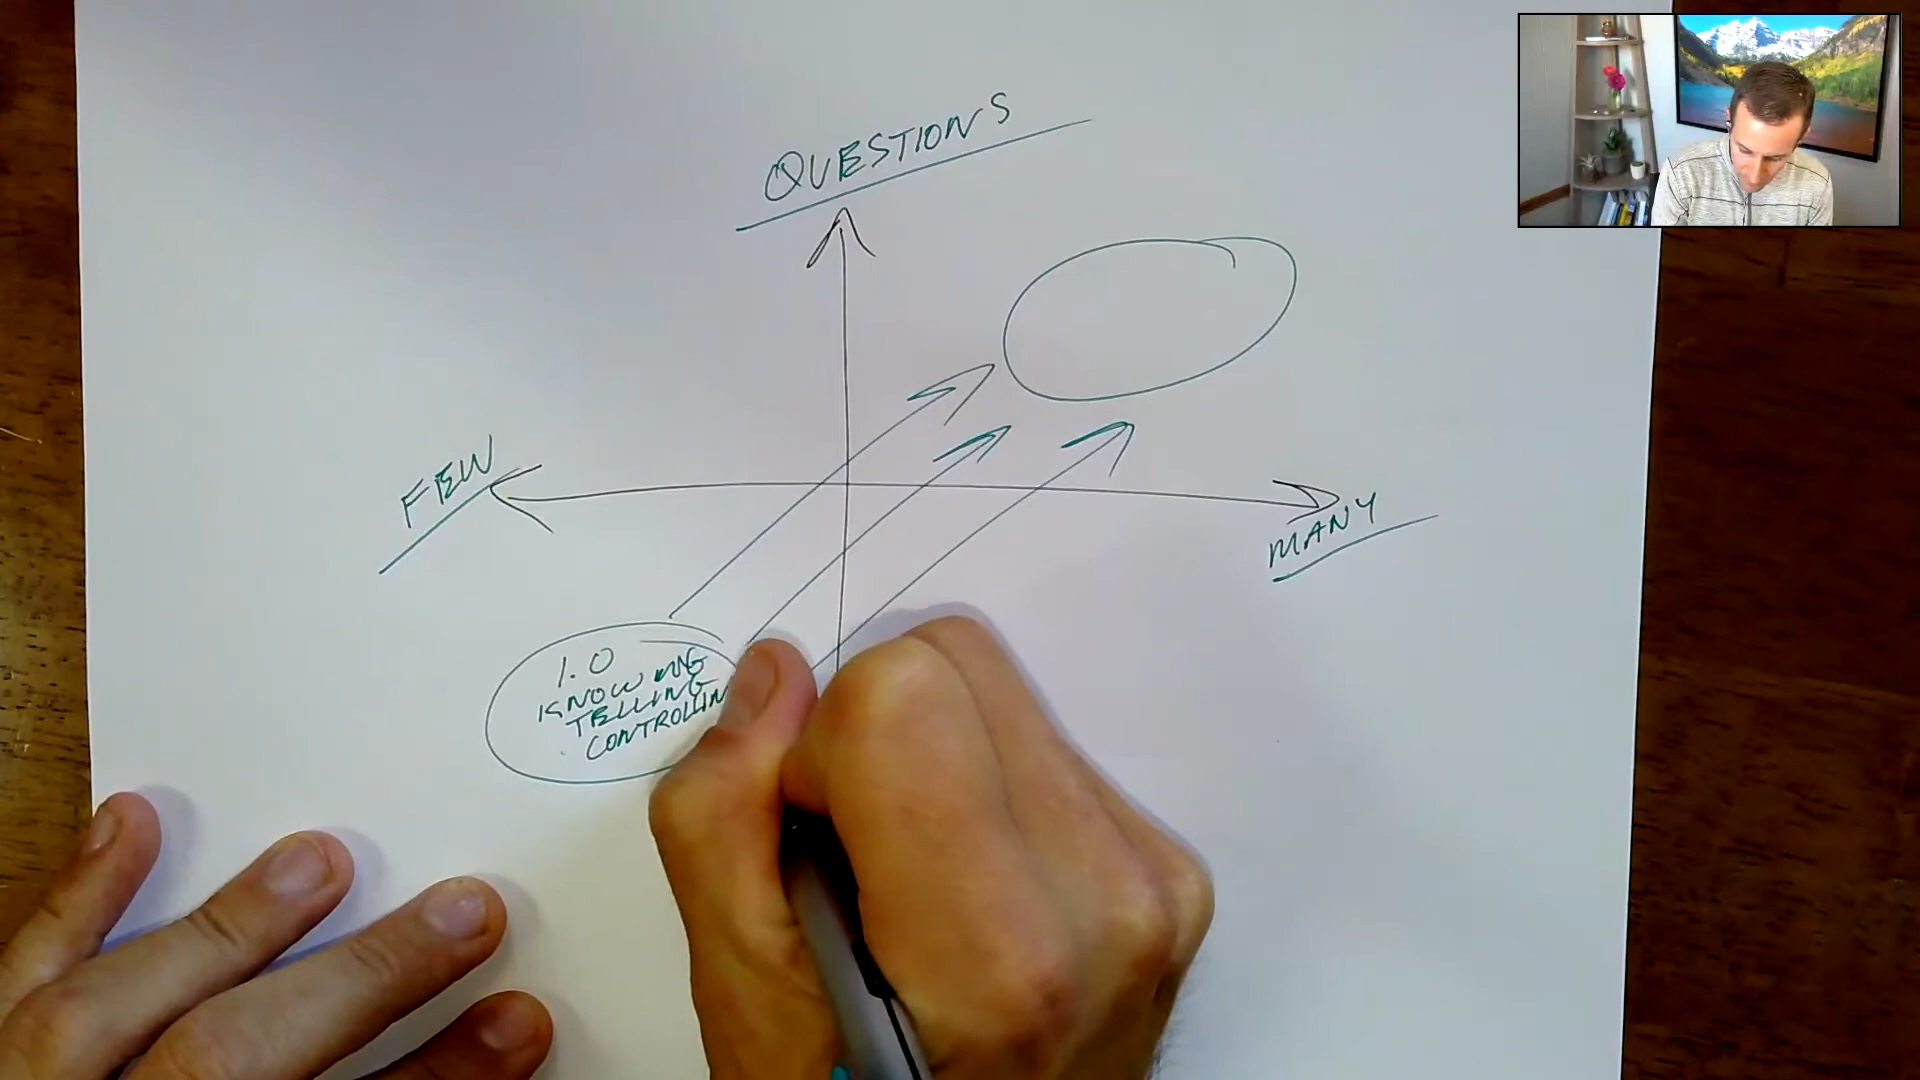 QUESTIONS
FEW
MANY
1.0
KNOWING
TELLING
CONTROLLIN